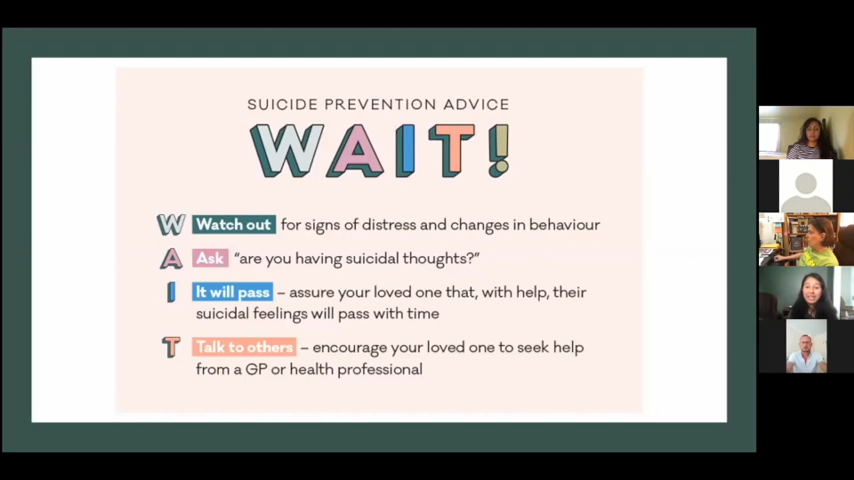 SUICIDE PREVENTION ADVICE
WAIT!
W Watch out for signs of distress and changes in behaviour
A Ask “are you having suicidal thoughts?”
I It will pass – assure your loved one that, with help, their
suicidal feelings will pass with time
T Talk to others – encourage your loved one to seek help
from a GP or health professional